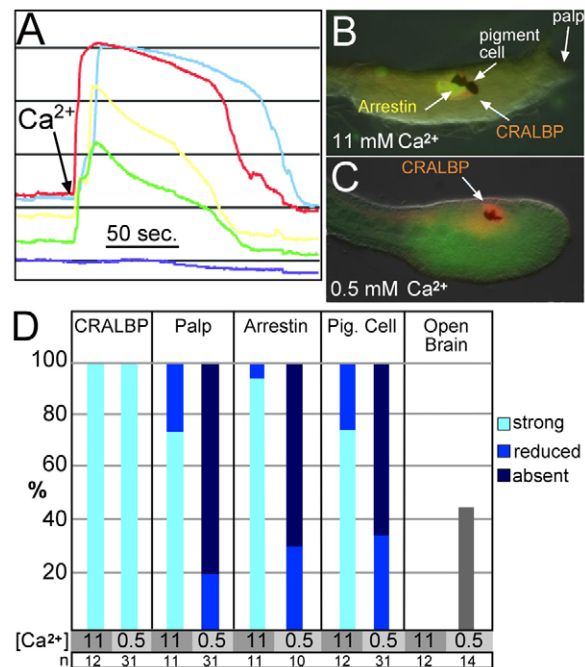 A
Ca2+
50 sec.
B
palp
pigment
cell
Arrestin
CRALBP
11 mM Ca2+
C
CRALBP
0.5 mM Ca2+
D
CRALBP Palp Arrestin Pig. Cell Open
Brain
100
80
60
%
40
20
strong
reduced
absent
[Ca2+] 11 0.5 11 0.5 11 0.5 11 0.5 11 0.5
n 12 31 11 31 11 10 12 31 12 14